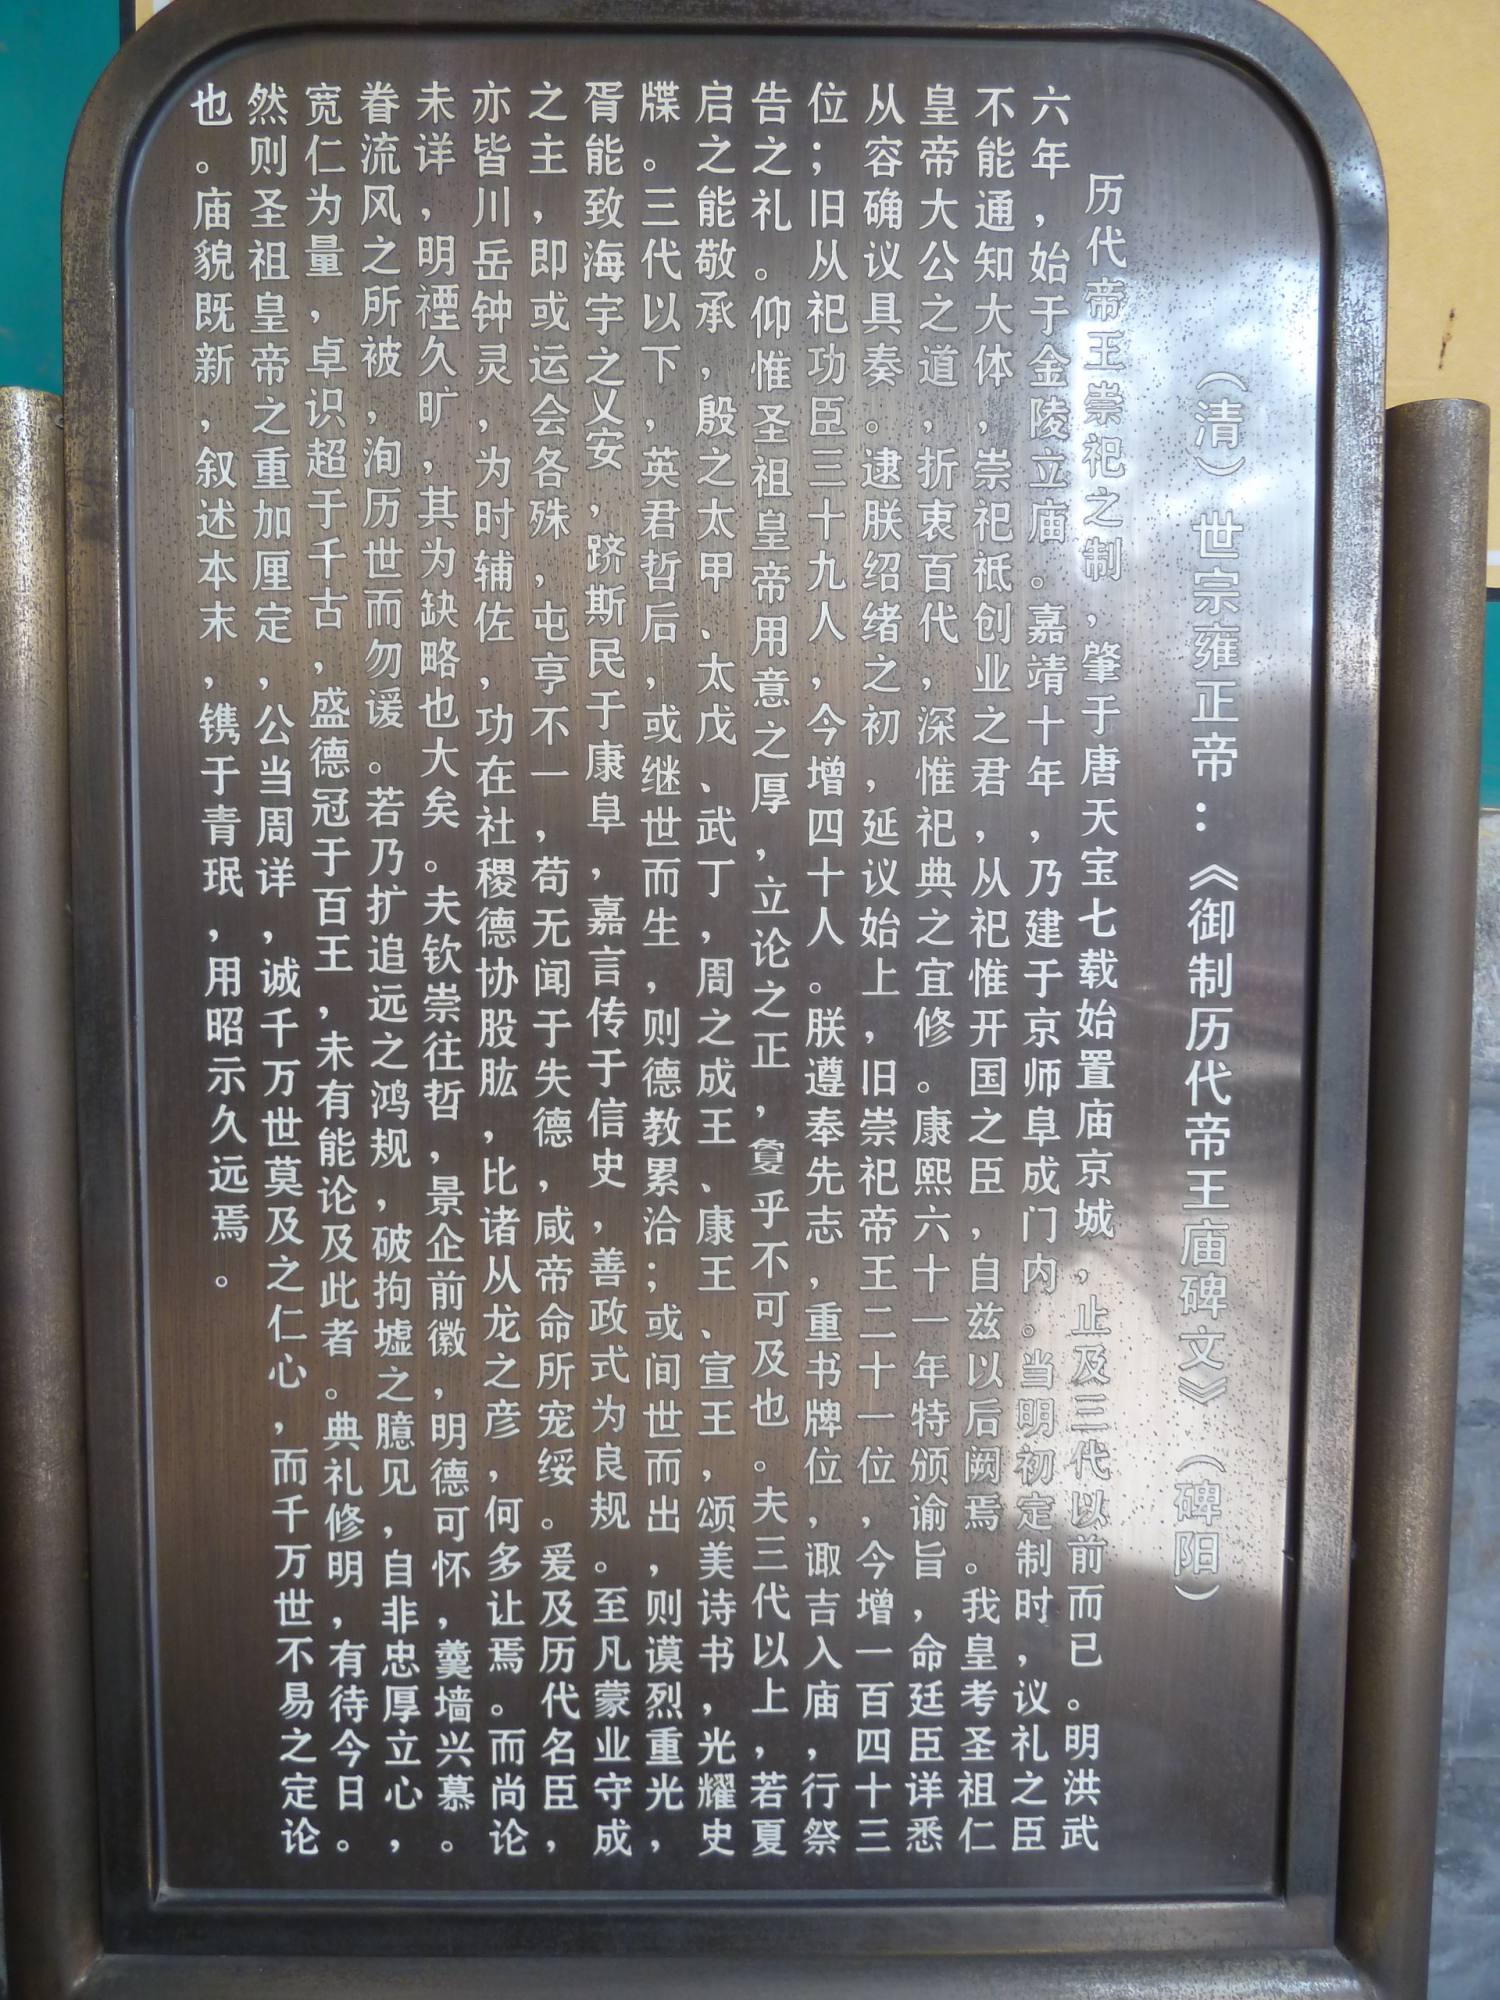 （清）世宗雍正帝：《御制历代帝王庙碑文》（碑阳）
历代帝王崇祀之制，肇于唐天宝七载始置庙京城，止及三代以前而已。明洪武
六年，始于金陵立庙。嘉靖十年，乃建于京师阜成门内。当明初定制时，议礼之臣
不能通知大体，崇祀祗创业之君，从祀惟开国之臣，自兹以后阙焉。我皇考圣祖仁
皇帝大公之道，折衷百代，深惟祀典之宜修。康熙六十一年特颁谕旨，命廷臣详悉
从容确议具奏。逮朕绍绪之初，延议始上，旧崇祀帝王二十一位，今增一百四十三
位；旧从祀功臣三十九人，今增四十人。朕遵奉先志，重书牌位，诹吉入庙，行祭
告之礼。仰惟圣祖皇帝用意之厚，立论之正，敻乎不可及也。夫三代以上，若夏
启之能敬承，殷之太甲、太戊、武丁，周之成王、康王、宣王，颂美诗书，光耀史
牒。三代以下，英君哲后，或继世而生，则德教累洽；或间世而出，则谟烈重光，
胥能致海宇之乂安，跻斯民于康阜，嘉言传于信史，善政式为良规。至凡蒙业守成
之主，即或运会各殊，屯亨不一，苟无闻于失德，咸帝命所宠绥。爰及历代名臣，
亦皆川岳钟灵，为时辅佐，功在社稷德协股肱，比诸从龙之彦，何多让焉。而尚论
未详，明禋久旷，其为缺略也大矣。夫钦崇往哲，景企前徽，明德可怀，羹墙兴慕。
眷流风之所被，洵历世而勿谖。若乃扩追远之鸿规，破拘墟之臆见，自非忠厚立心，
宽仁为量，卓识超于千古，盛德冠于百王，未有能论及此者。典礼修明，有待今日。
然则圣祖皇帝之重加厘定，公当周详，诚千万世莫及之仁心，而千万世不易之定论
也。庙貌既新，叙述本末，镌于青珉，用昭示久远焉。